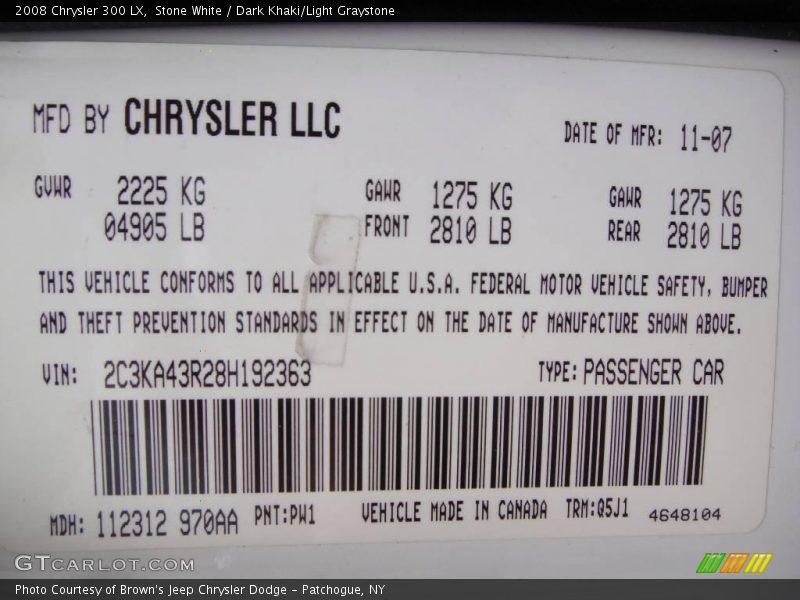 2008 Chrysler 300 LX, Stone White / Dark Khaki/Light Graystone
MFD BY CHRYSLER LLC
DATE OF MFR: 11-07
GVWR 2225 KG GAWR 1275 KG GAWR 1275 KG
04905 LB FRONT 2810 LB REAR 2810 LB
THIS VEHICLE CONFORMS TO ALL APPLICABLE U.S.A. FEDERAL MOTOR VEHICLE SAFETY, BUMPER
AND THEFT PREVENTION STANDARDS IN EFFECT ON THE DATE OF MANUFACTURE SHOWN ABOVE.
VIN: 2C3KA43R28H192363 TYPE: PASSENGER CAR
MDH: 112312 970AA PNT:PW1 VEHICLE MADE IN CANADA TRM:Q5J1 4648104
GTCARLOT.COM
Photo Courtesy of Brown's Jeep Chrysler Dodge - Patchogue, NY